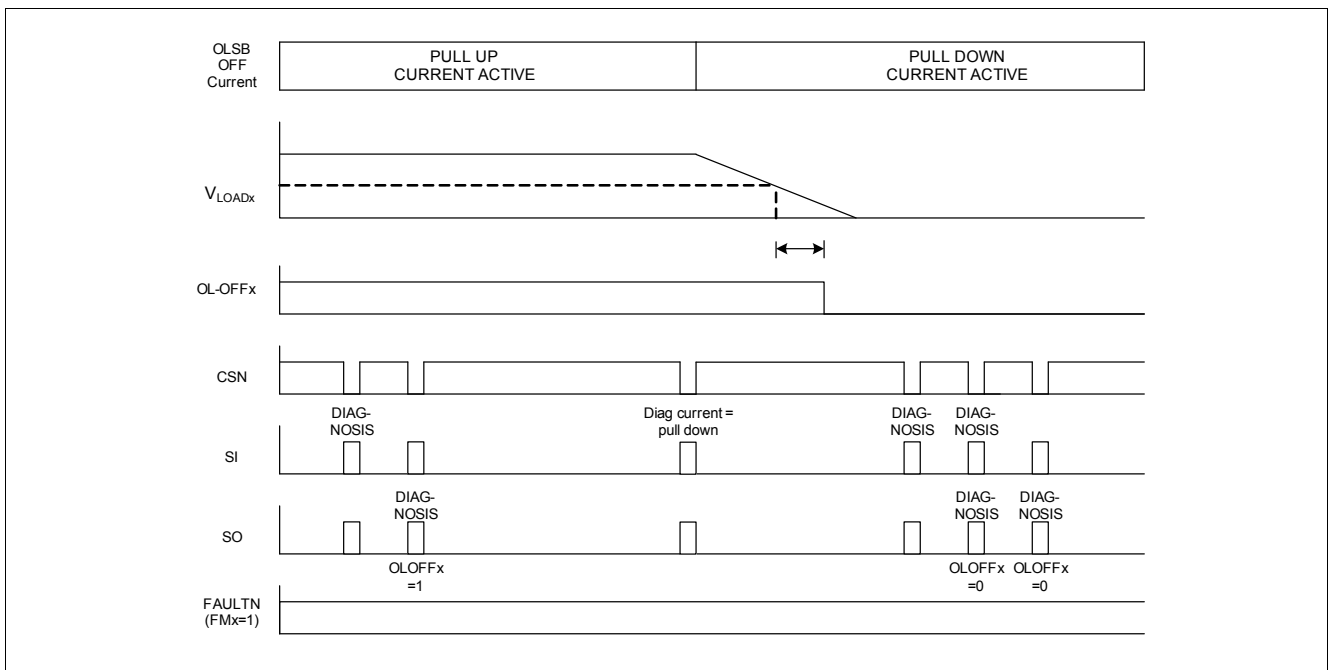 OLSB
OFF
Current
PULL UP
CURRENT ACTIVE
PULL DOWN
CURRENT ACTIVE
VLOADx
OL-OFFx
CSN
DIAG-
NOSIS
Diag current =
pull down
DIAG-
NOSIS
DIAG-
NOSIS
SI
DIAG-
NOSIS
DIAG-
NOSIS
DIAG-
NOSIS
SO
OLOFFx
=1
OLOFFx
=0
OLOFFx
=0
FAULTN
(FMx=1)